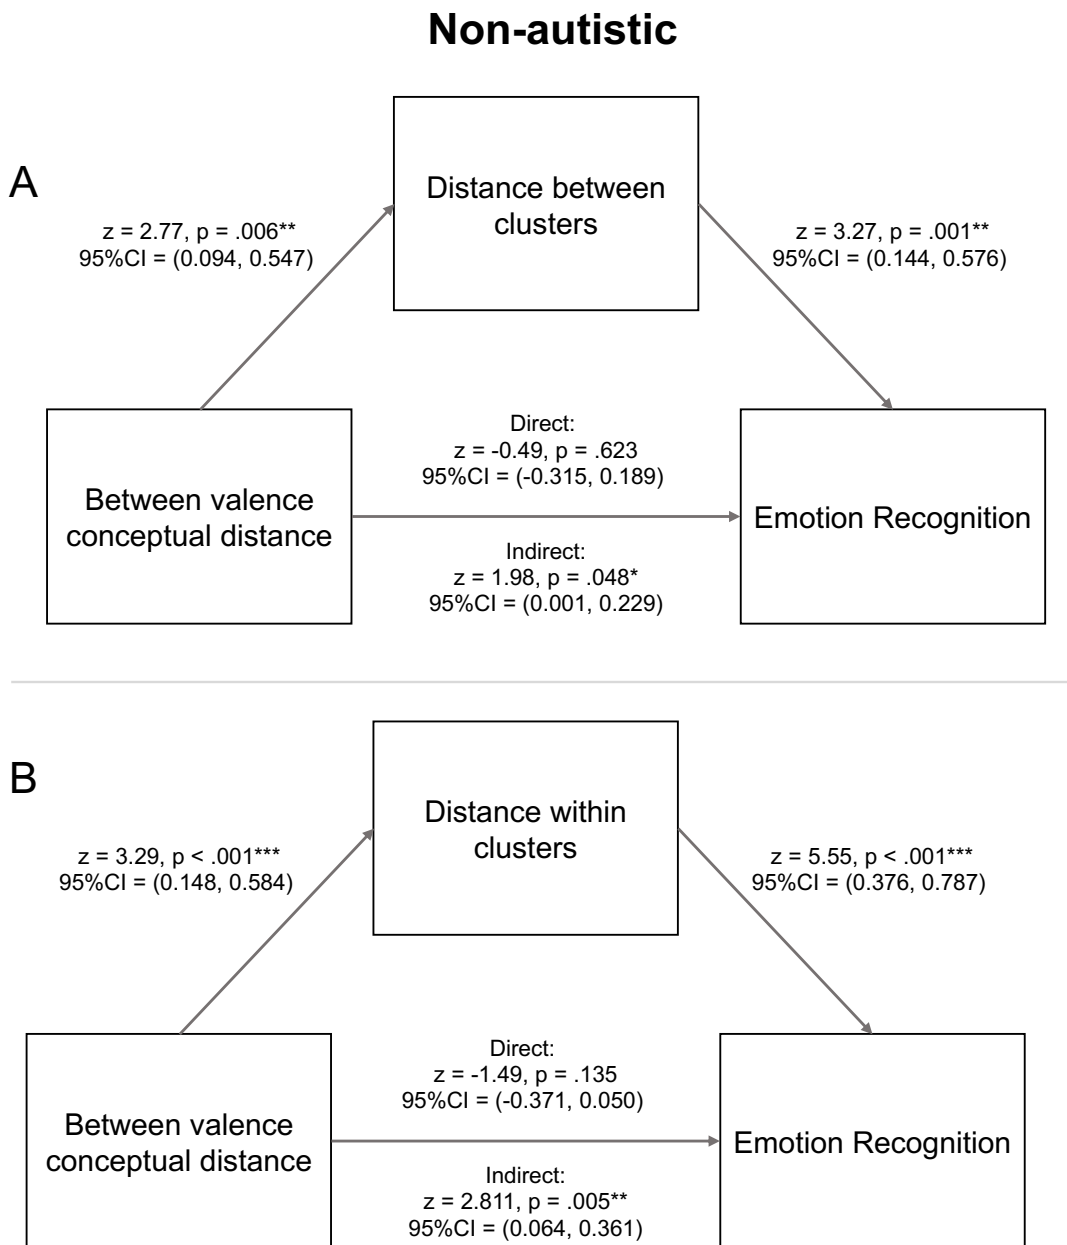 Non-autistic
A
Distance between
clusters
z = 2.77, p = .006**
95%CI = (0.094, 0.547)
z = 3.27, p = .001**
95%CI = (0.144, 0.576)
Between valence
conceptual distance
Direct:
z = -0.49, p = .623
95%CI = (-0.315, 0.189)
Indirect:
z = 1.98, p = .048*
95%CI = (0.001, 0.229)
Emotion Recognition
B
Distance within
clusters
z = 3.29, p < .001***
95%CI = (0.148, 0.584)
z = 5.55, p < .001***
95%CI = (0.376, 0.787)
Between valence
conceptual distance
Direct:
z = -1.49, p = .135
95%CI = (-0.371, 0.050)
Indirect:
z = 2.811, p = .005**
95%CI = (0.064, 0.361)
Emotion Recognition